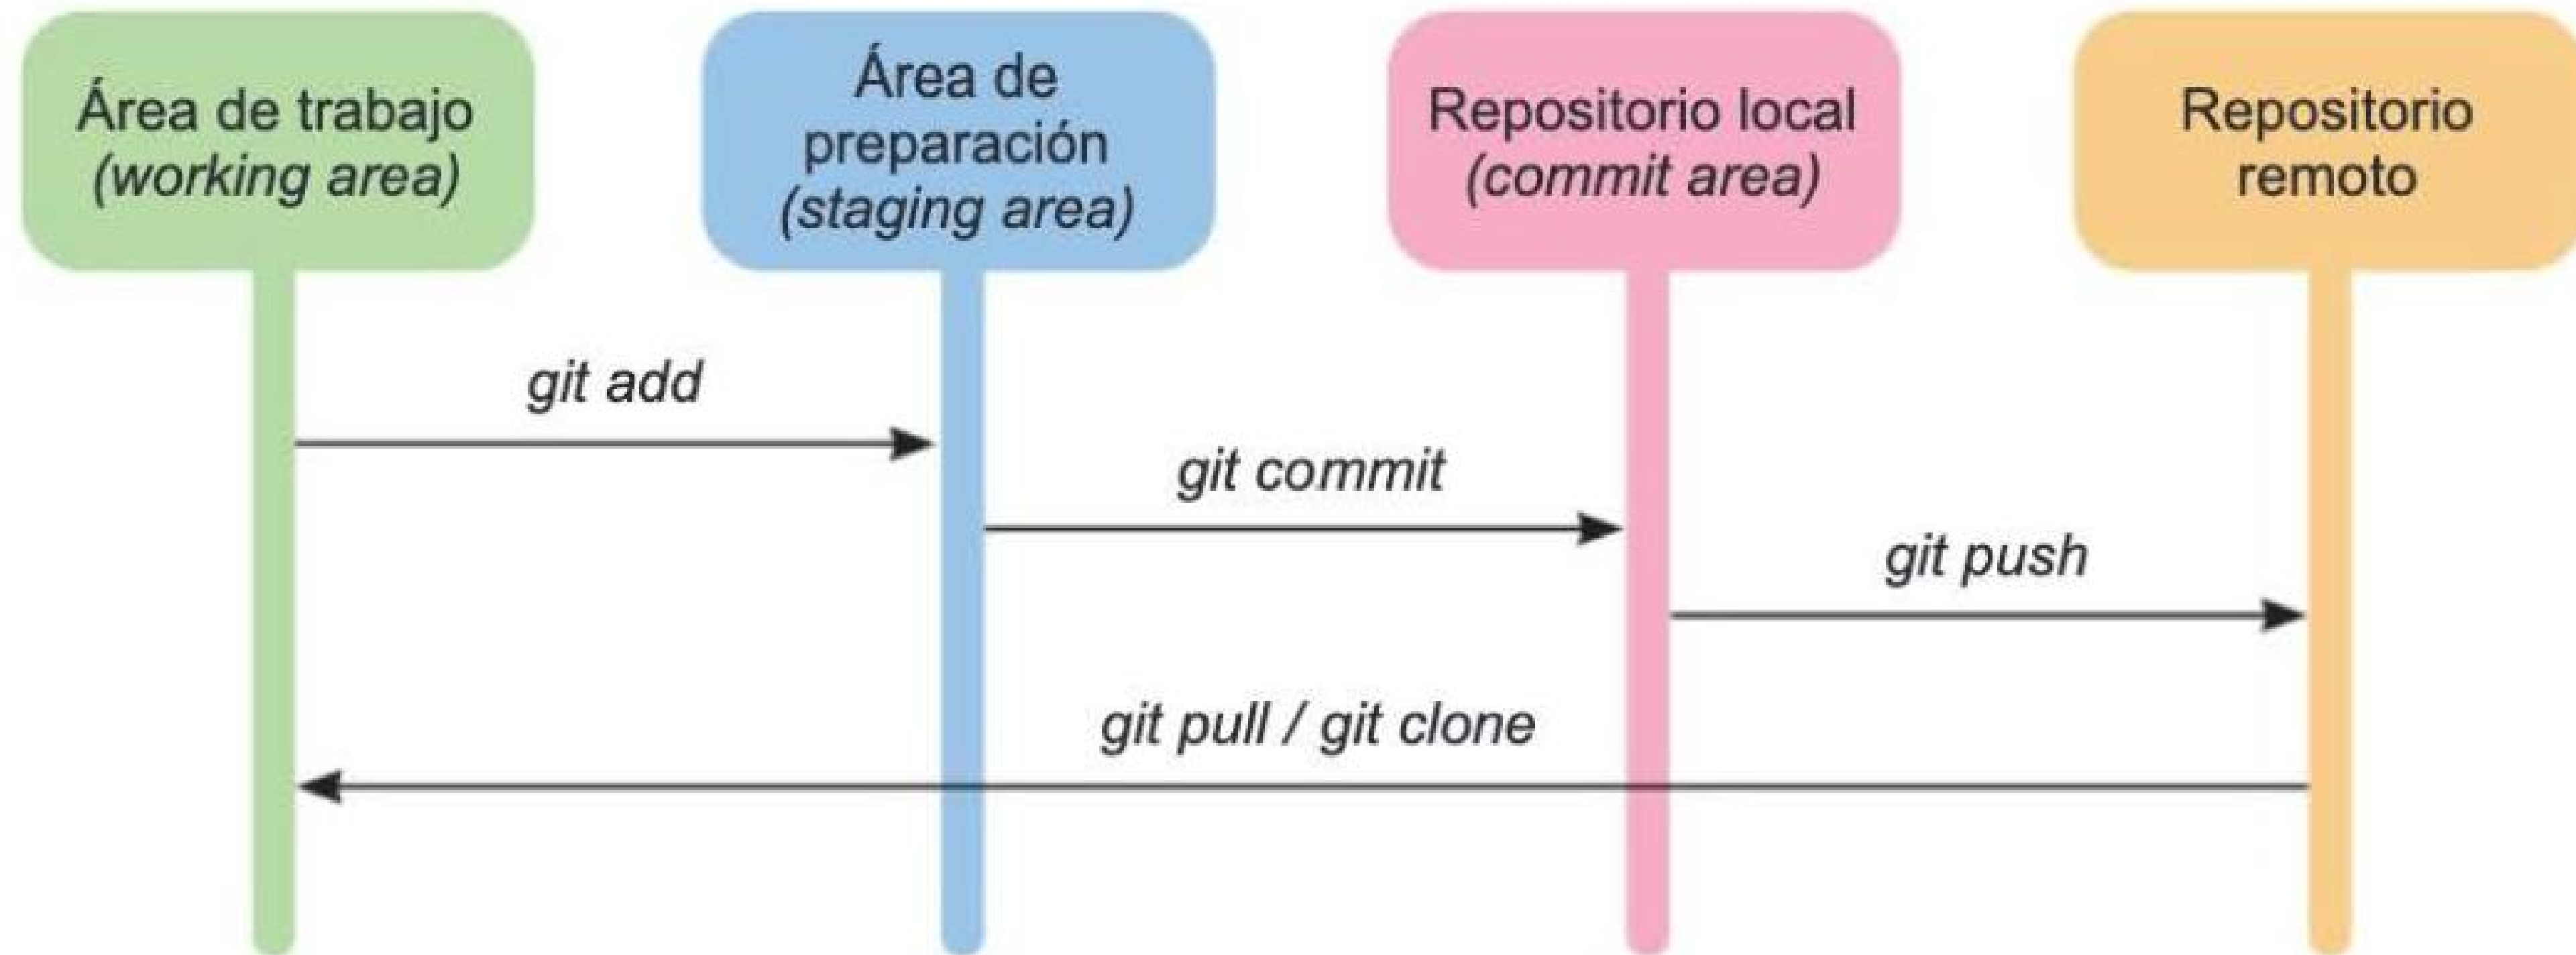 Área de trabajo
(working area)
Área de
preparación
(staging area)
Repositorio local
(commit area)
Repositorio
remoto
git add
git commit
git push
git pull / git clone